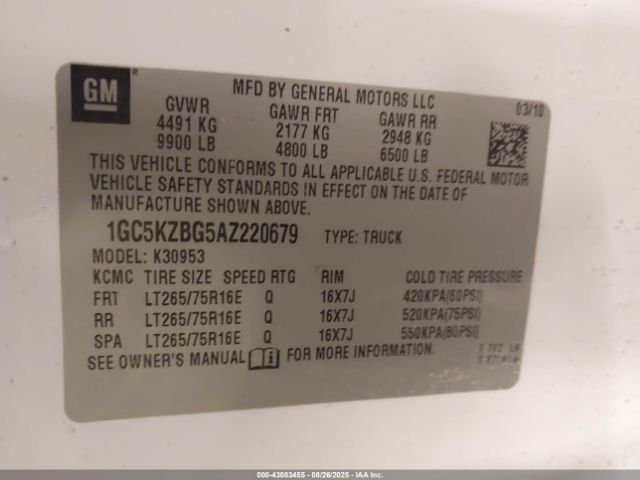 GM
MFD BY GENERAL MOTORS LLC
03/10
GVWR GAWR FRT GAWR RR
4491 KG 2177 KG 2948 KG
9900 LB 4800 LB 6500 LB
THIS VEHICLE CONFORMS TO ALL APPLICABLE U.S. FEDERAL MOTOR
VEHICLE SAFETY STANDARDS IN EFFECT ON THE DATE OF
MANUFACTURE SHOWN ABOVE.
1GC5KZBG5AZ220679 TYPE: TRUCK
MODEL: K30953
KCMC TIRE SIZE SPEED RTG RIM COLD TIRE PRESSURE
FRT LT265/75R16E Q 16X7J 420KPA(60PSI)
RR LT265/75R16E Q 16X7J 520KPA(75PSI)
SPA LT265/75R16E Q 16X7J 550KPA(80PSI)
SEE OWNER'S MANUAL FOR MORE INFORMATION.
000-43083455 - 08/26/2025 - IAAI, Inc.